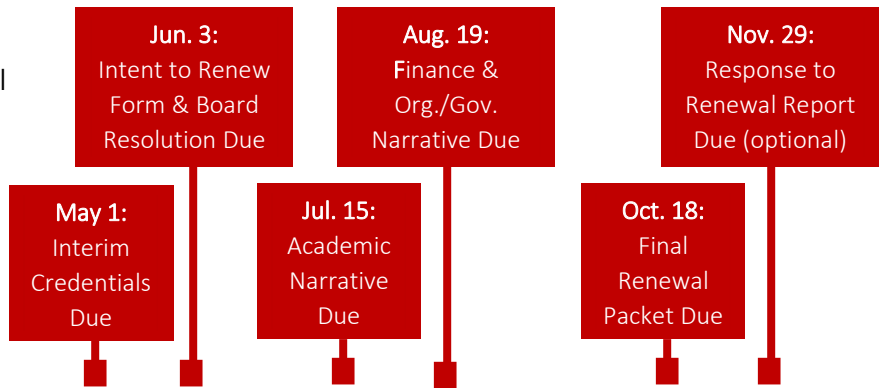 Jun. 3:
Intent to Renew
Form & Board
Resolution Due
Aug. 19:
Finance &
Org./Gov.
Narrative Due
Nov. 29:
Response to
Renewal Report
Due (optional)
May 1:
Interim
Credentials
Due
Jul. 15:
Academic
Narrative
Due
Oct. 18:
Final
Renewal
Packet Due